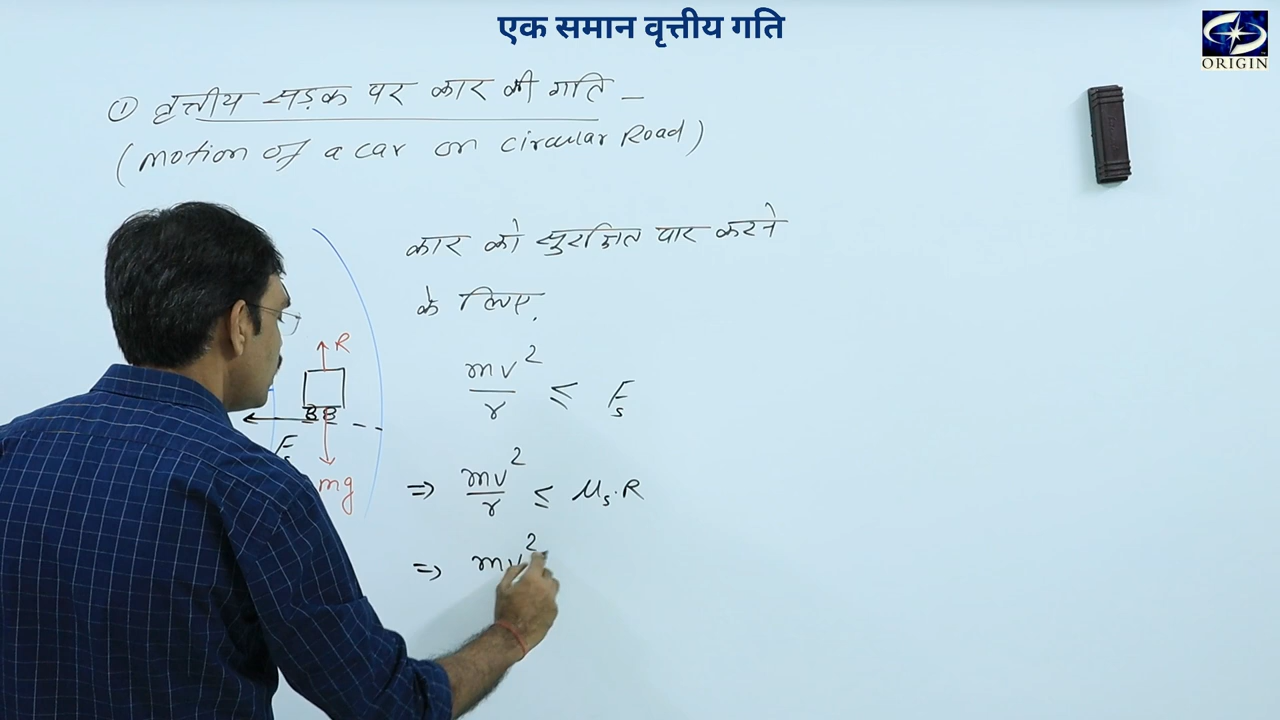 एक समान वृत्तीय गति
ORIGIN
① वृत्तीय सड़क पर कार की गति –
(Motion of a car on circular Road)
कार को सुरक्षित पार करने
के लिए,
mv²/r ≤ Fs
⇒ mv²/r ≤ μs.R
⇒ mv²
R
Fs
mg